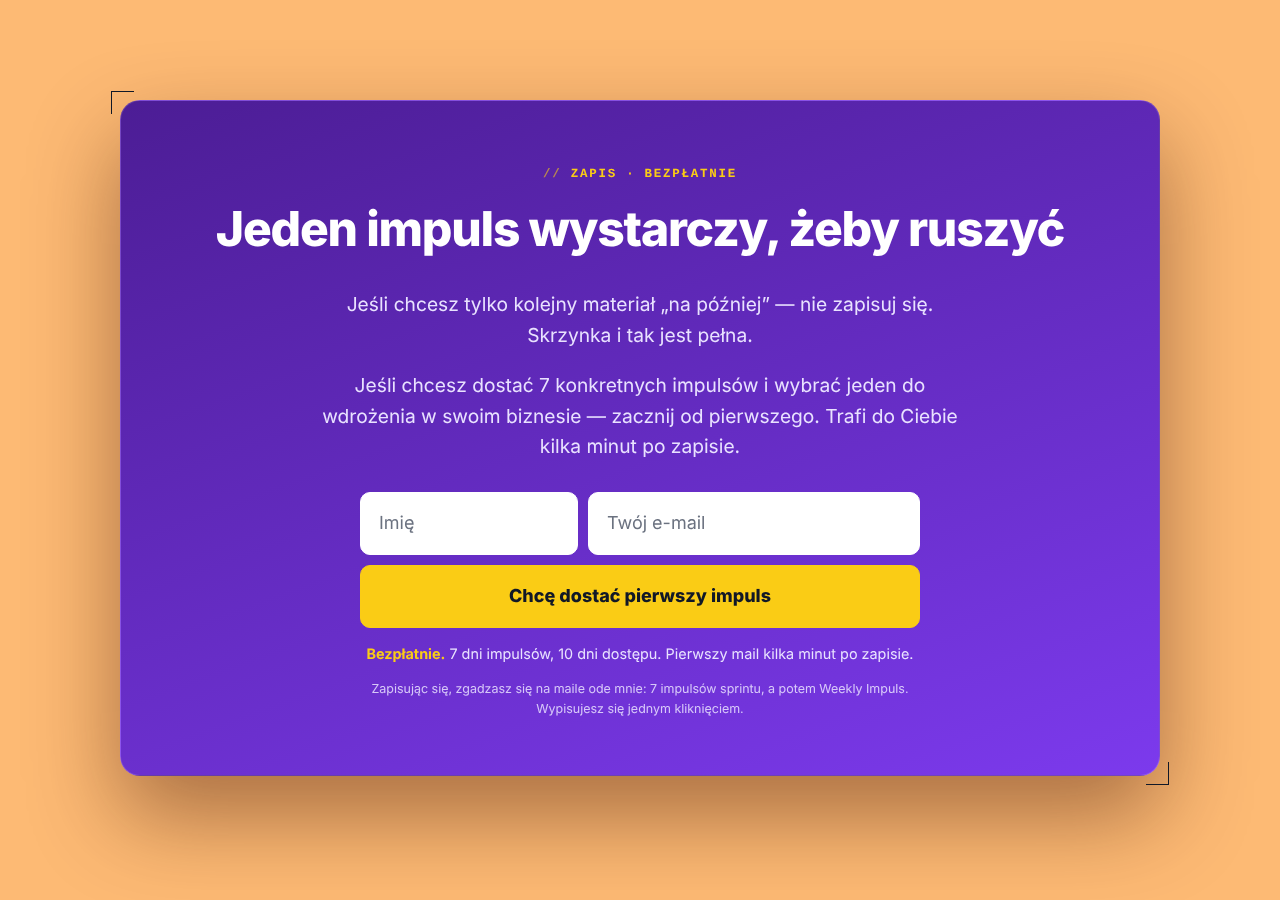 // ZAPIS · BEZPŁATNIE
Jeden impuls wystarczy, żeby ruszyć
Jeśli chcesz tylko kolejny materiał „na później” — nie zapisuj się.
Skrzynka i tak jest pełna.
Jeśli chcesz dostać 7 konkretnych impulsów i wybrać jeden do
wdrożenia w swoim biznesie — zacznij od pierwszego. Trafi do Ciebie
kilka minut po zapisie.
Imię
Twój e-mail
Chcę dostać pierwszy impuls
Bezpłatnie. 7 dni impulsów, 10 dni dostępu. Pierwszy mail kilka minut po zapisie.
Zapisując się, zgadzasz się na maile ode mnie: 7 impulsów sprintu, a potem Weekly Impuls.
Wypisujesz się jednym kliknięciem.